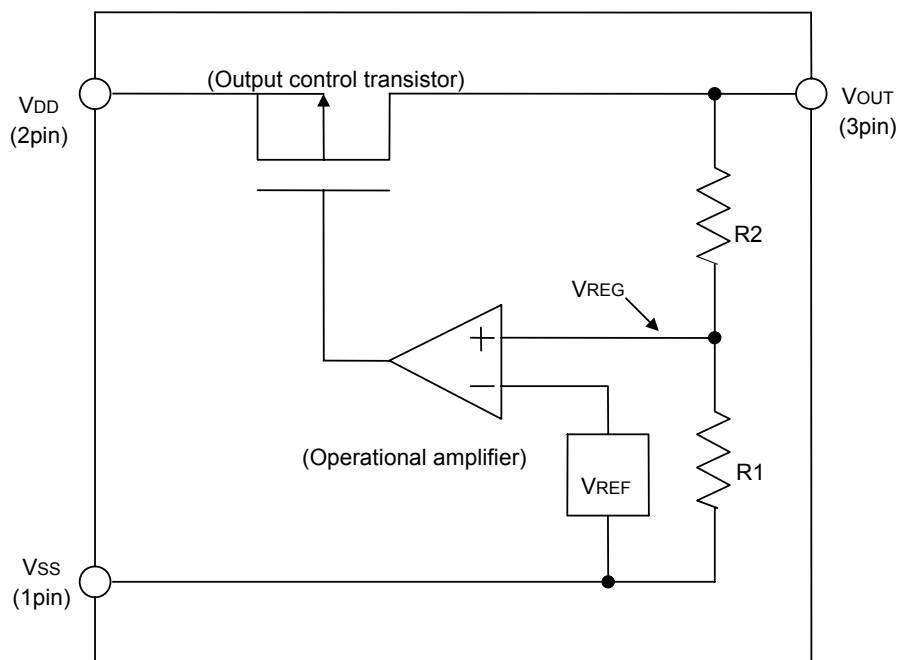 (Output control transistor)
VDD
(2pin)
VOUT
(3pin)
R2
VREG
+
−
(Operational amplifier)
VREF
R1
VSS
(1pin)